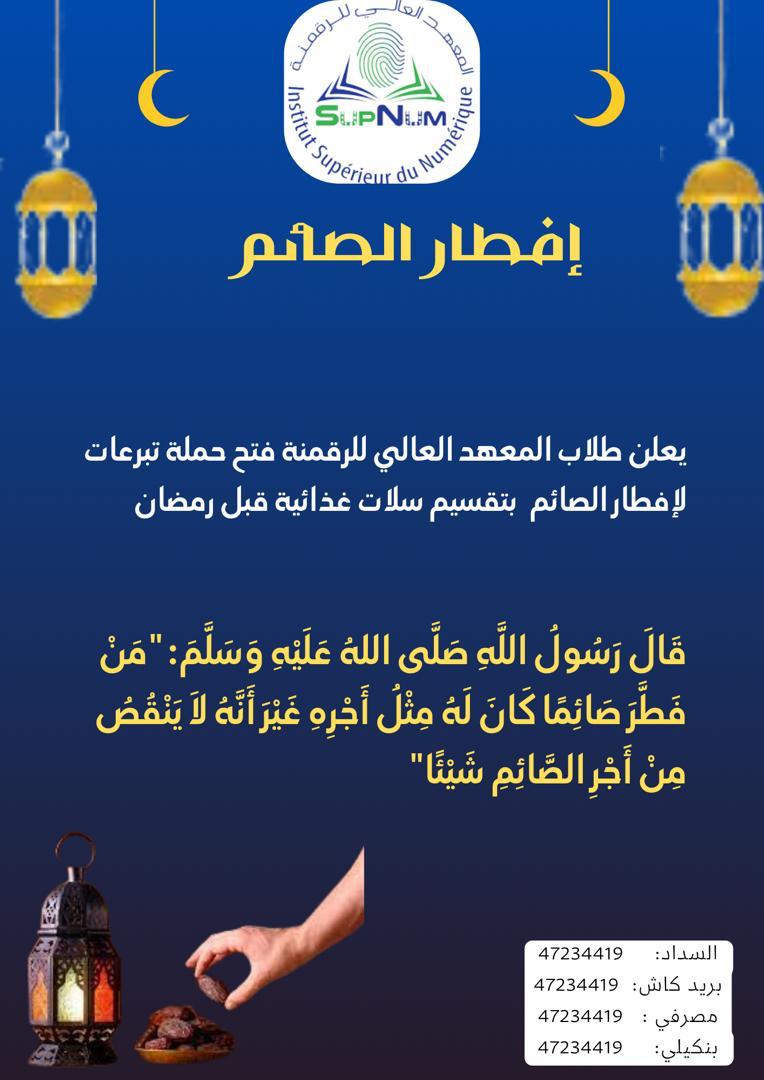 المعهد العالي للرقمنة
SupNum
Institut Supérieur du Numérique
إفطار الصائم
يعلن طلاب المعهد العالي للرقمنة فتح حملة تبرعات
لإفطار الصائم بتقسيم سلات غذائية قبل رمضان
قَالَ رَسُولُ اللَّهِ صَلَّى اللهُ عَلَيْهِ وَسَلَّمَ: "مَنْ
فَطَّرَ صَائِمًا كَانَ لَهُ مِثْلُ أَجْرِهِ غَيْرَ أَنَّهُ لاَ يَنْقُصُ
مِنْ أَجْرِ الصَّائِمِ شَيْئًا"
السداد: 47234419
بريد كاش: 47234419
مصرفي : 47234419
بنكيلي: 47234419